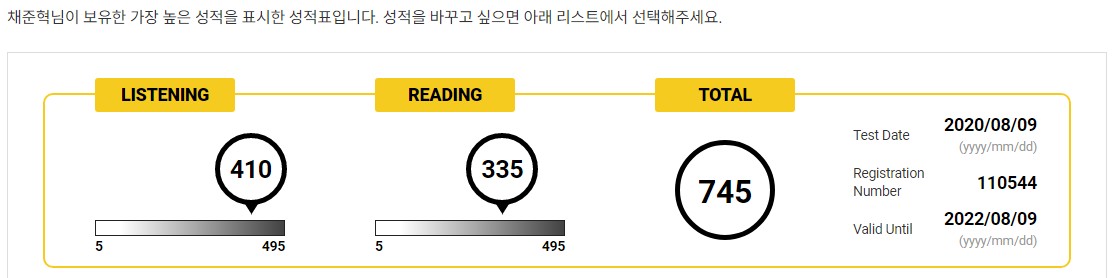 채준혁님이 보유한 가장 높은 성적을 표시한 성적표입니다. 성적을 바꾸고 싶으면 아래 리스트에서 선택해주세요.
LISTENING
410
5 495
READING
335
5 495
TOTAL
745
Test Date 2020/08/09
(yyyy/mm/dd)
Registration
Number 110544
Valid Until 2022/08/09
(yyyy/mm/dd)